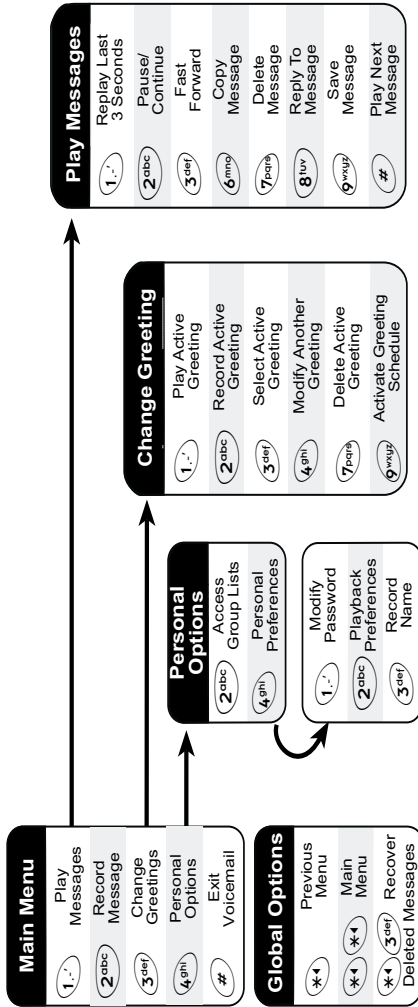 Main Menu
1.-’ Play
Messages
2abc Record
Message
3def Change
Greetings
4ghi Personal
Options
# Exit
Voicemail
Global Options
* Previous
Menu
* * Main
Menu
* 3def Recover
Deleted Messages
Personal
Options
2abc Access
Group Lists
4ghi Personal
Preferences
1.-’ Modify
Password
2abc Playback
Preferences
3def Record
Name
Change Greeting
1.-’ Play Active
Greeting
2abc Record Active
Greeting
3def Select Active
Greeting
4ghi Modify Another
Greeting
7pqrs Delete Active
Greeting
9wxyz Activate Greeting
Schedule
Play Messages
1.-’ Replay Last
3 Seconds
2abc Pause/
Continue
3def Fast
Forward
6mno Copy
Message
7pqrs Delete
Message
8tuv Reply To
Message
9wxyz Save
Message
# Play Next
Message